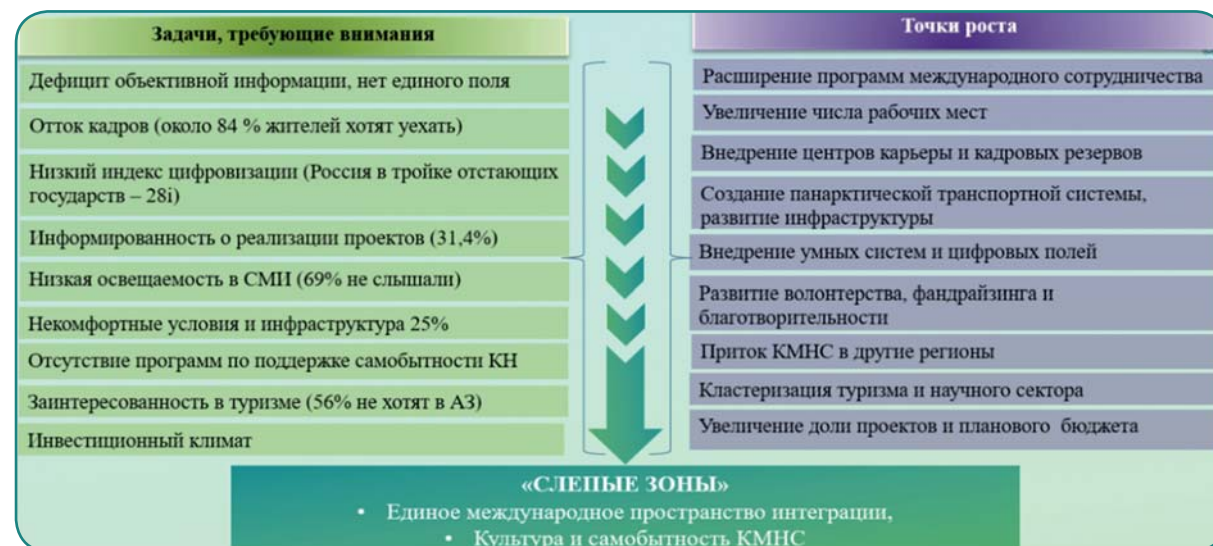 Задачи, требующие внимания
Дефицит объективной информации, нет единого поля
Отток кадров (около 84 % жителей хотят уехать)
Низкий индекс цифровизации (Россия в тройке отстающих
государств – 28i)
Информированность о реализации проектов (31,4%)
Низкая освещаемость в СМИ (69% не слышали)
Некомфортные условия и инфраструктура 25%
Отсутствие программ по поддержке самобытности КН
Заинтересованность в туризме (56% не хотят в АЗ)
Инвестиционный климат
Точки роста
Расширение программ международного сотрудничества
Увеличение числа рабочих мест
Внедрение центров карьеры и кадровых резервов
Создание панарктической транспортной системы,
развитие инфраструктуры
Внедрение умных систем и цифровых полей
Развитие волонтерства, фандрайзинга и
благотворительности
Приток КМНС в другие регионы
Кластеризация туризма и научного сектора
Увеличение доли проектов и планового бюджета
«СЛЕПЫЕ ЗОНЫ»
• Единое международное пространство интеграции,
• Культура и самобытность КМНС